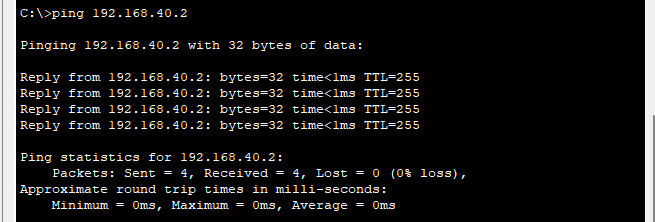 C:\>ping 192.168.40.2
Pinging 192.168.40.2 with 32 bytes of data:
Reply from 192.168.40.2: bytes=32 time<1ms TTL=255
Reply from 192.168.40.2: bytes=32 time<1ms TTL=255
Reply from 192.168.40.2: bytes=32 time<1ms TTL=255
Reply from 192.168.40.2: bytes=32 time<1ms TTL=255
Ping statistics for 192.168.40.2:
Packets: Sent = 4, Received = 4, Lost = 0 (0% loss),
Approximate round trip times in milli-seconds:
Minimum = 0ms, Maximum = 0ms, Average = 0ms